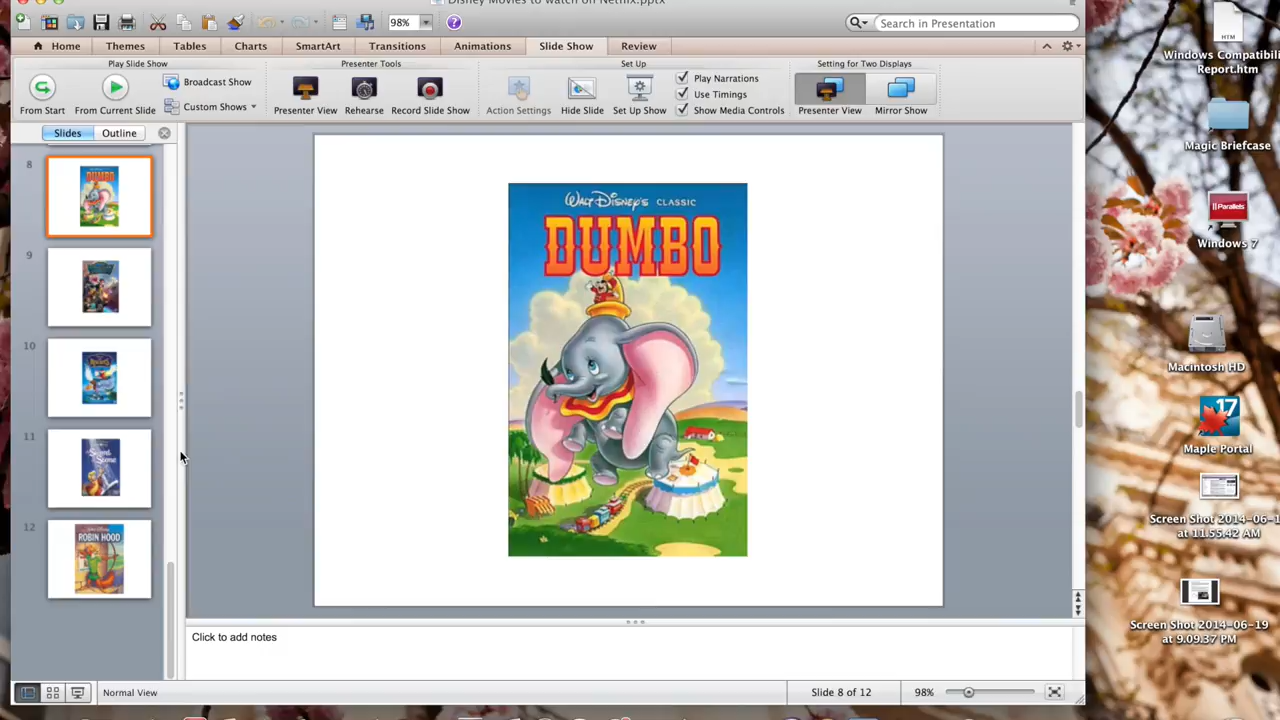 Disney Movies to watch on Netflix.pptx
98%
Search in Presentation
Home Themes Tables Charts SmartArt Transitions Animations Slide Show Review
Play Slide Show Presenter Tools Set Up Setting for Two Displays
From Start From Current Slide Broadcast Show Custom Shows Presenter View Rehearse Record Slide Show Action Settings Hide Slide Set Up Show Play Narrations Use Timings Show Media Controls Presenter View Mirror Show
Slides Outline
8
DUMBO
9
10
11
12
ROBIN HOOD
WALT DISNEY'S CLASSIC
DUMBO
Click to add notes
Normal View Slide 8 of 12 98%
HTM
Windows Compatibili
Report.htm
Magic Briefcase
Parallels
Windows 7
Macintosh HD
17
Maple Portal
Screen Shot 2014-06-1
at 11.55.42 AM
Screen Shot 2014-06-19
at 9.09.37 PM